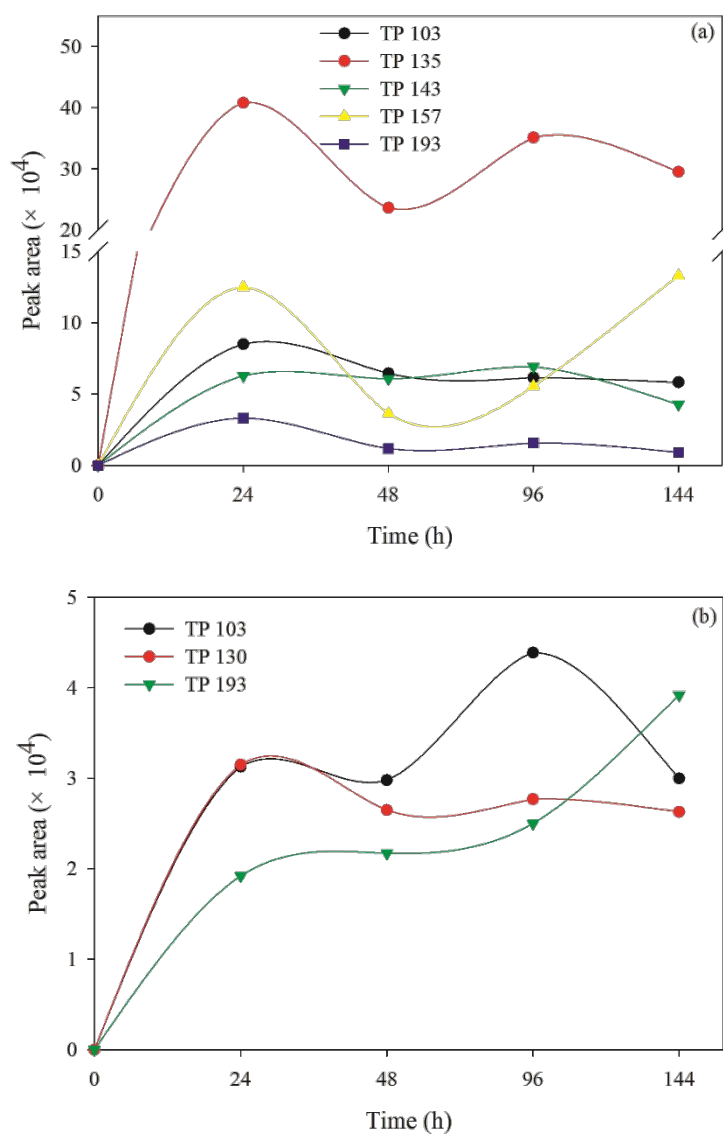 (a)
TP 103
TP 135
TP 143
TP 157
TP 193
50
40
30
20
15
10
5
0
Peak area (× 10⁴)
0 24 48 96 144
Time (h)
(b)
TP 103
TP 130
TP 193
5
4
3
2
1
0
Peak area (× 10⁴)
0 24 48 96 144
Time (h)